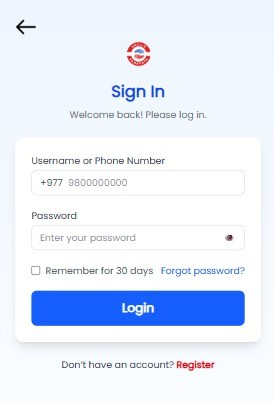 Sign In
Welcome back! Please log in.
Username or Phone Number
+977 9800000000
Password
Enter your password
Remember for 30 days Forgot password?
Login
Don't have an account? Register